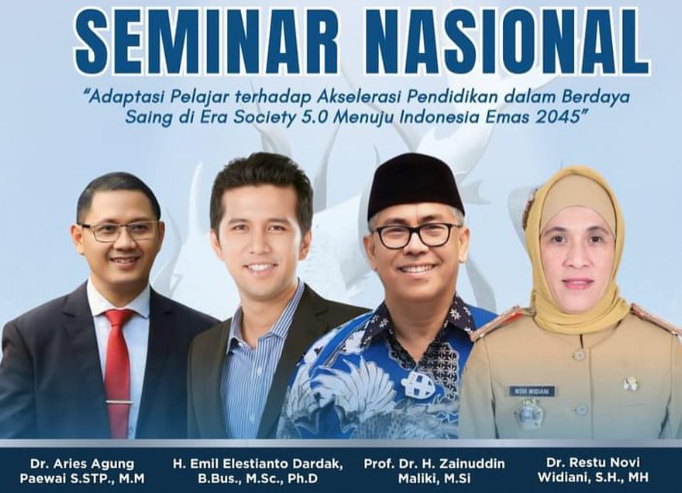 SEMINAR NASIONAL
“Adaptasi Pelajar terhadap Akselerasi Pendidikan dalam Berdaya
Saing di Era Society 5.0 Menuju Indonesia Emas 2045”
NOVI WIDIANI
Dr. Aries Agung
Paewai S.STP., M.M
H. Emil Elestianto Dardak,
B.Bus., M.Sc., Ph.D
Prof. Dr. H. Zainuddin
Maliki, M.Si
Dr. Restu Novi
Widiani, S.H., MH